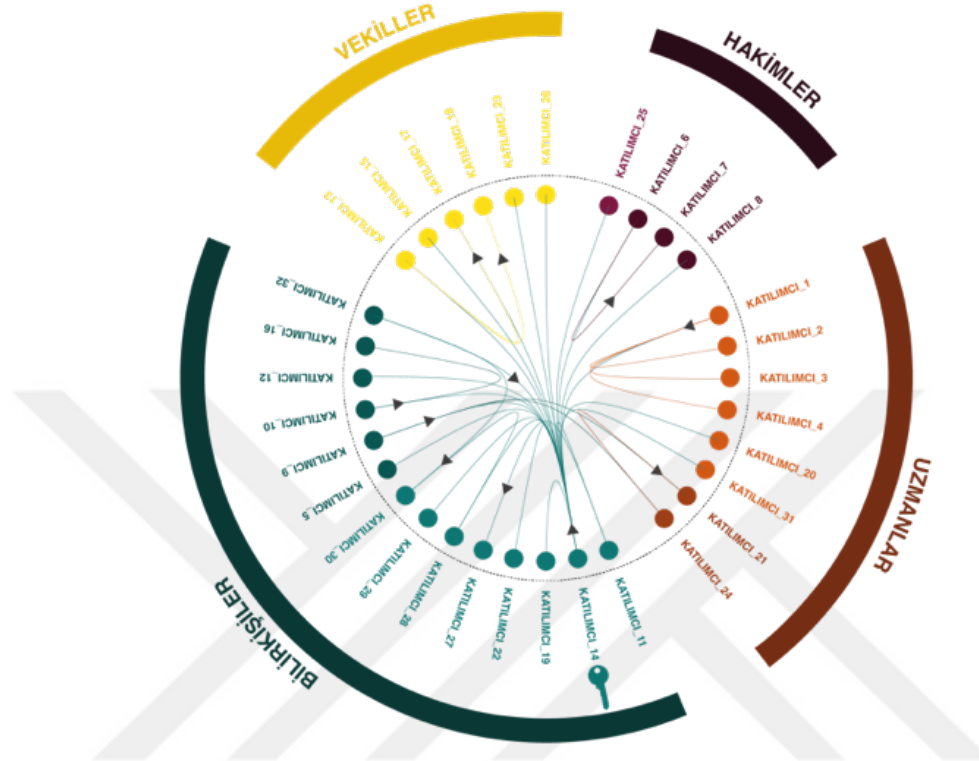 VEKİLLER
HAKİMLER
UZMANLAR
BİLİRKİŞİLER
KATILIMCI_13
KATILIMCI_15
KATILIMCI_17
KATILIMCI_18
KATILIMCI_23
KATILIMCI_26
KATILIMCI_25
KATILIMCI_6
KATILIMCI_7
KATILIMCI_8
KATILIMCI_1
KATILIMCI_2
KATILIMCI_3
KATILIMCI_4
KATILIMCI_20
KATILIMCI_31
KATILIMCI_21
KATILIMCI_24
KATILIMCI_11
KATILIMCI_14
KATILIMCI_19
KATILIMCI_22
KATILIMCI_27
KATILIMCI_28
KATILIMCI_29
KATILIMCI_30
KATILIMCI_5
KATILIMCI_9
KATILIMCI_10
KATILIMCI_12
KATILIMCI_16
KATILIMCI_32